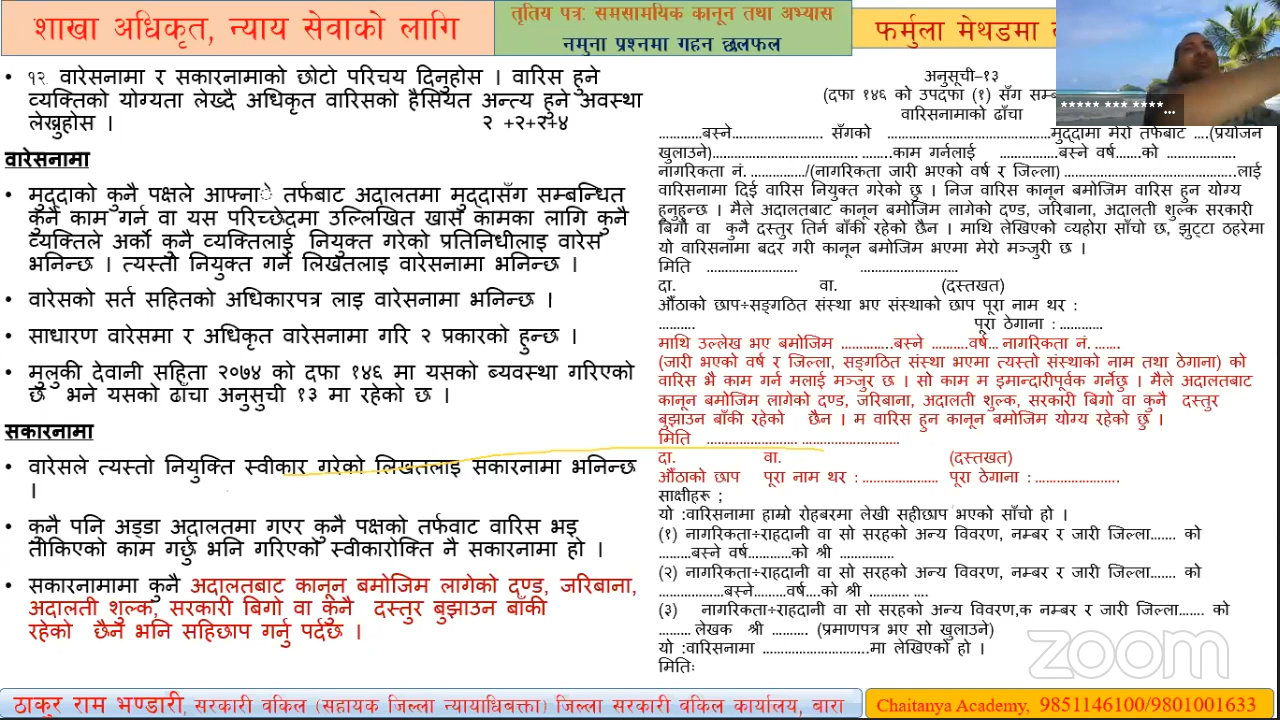 शाखा अधिकृत, न्याय सेवाको लागि
तृतिय पत्र: समसामयिक कानून तथा अभ्यास
नमुना प्रश्नमा गहन छलफल
फर्मुला मेथडमा
***** *** ****...
• १२. वारेसनामा र सकारनामाको छोटो परिचय दिनुहोस । वारिस हुने
व्यक्तिको योग्यता लेख्दै अधिकृत वारिसको हैसियत अन्त्य हुने अवस्था
लेख्नुहोस । २ +२+२+४
वारेसनामा
• मुद्दाको कुनै पक्षले आफ्नाे तर्फबाट अदालतमा मुद्दासँग सम्बन्धित
कुनै काम गर्न वा यस परिच्छेदमा उल्लिखित खास कामका लागि कुनै
व्यक्तिले अर्को कुनै व्यक्तिलाई नियुक्त गरेको प्रतिनिधीलाइ वारेस
भनिन्छ । त्यस्तो नियुक्त गर्ने लिखतलाइ वारेसनामा भनिन्छ ।
• वारेसको सर्त सहितको अधिकारपत्र लाइ वारेसनामा भनिन्छ ।
• साधारण वारेसमा र अधिकृत वारेसनामा गरि २ प्रकारको हुन्छ ।
• मुलुकी देवानी सहिता २०७४ को दफा १४६ मा यसको ब्यवस्था गरिएको
छ भने यसको ढाँचा अनुसुची १३ मा रहेको छ ।
सकारनामा
• वारेसले त्यस्तो नियुक्ति स्वीकार गरेको लिखतलाइ सकारनामा भनिन्छ
।
• कुनै पनि अड्डा अदालतमा गएर कुनै पक्षको तर्फवाट वारिस भइ
तोकिएको काम गर्छु भनि गरिएको स्वीकारोक्ति नै सकारनामा हो ।
• सकारनामामा कुनै अदालतबाट कानून बमोजिम लागेको दण्ड, जरिबाना,
अदालती शुल्क, सरकारी बिगो वा कुनै दस्तुर बुझाउन बाँकी
रहेको छैन भनि सहिछाप गर्नु पर्दछ ।
अनुसूची–१३
(दफा १४६ को उपदफा (१) सँग
वारिसनामाको ढाँचा
...........बस्ने........................ सँगको ...........................................मुद्दामा मेरो तर्फबाट ....(प्रयोजन
खुलाउने)...................................... ........काम गर्नलाई ...............बस्ने वर्ष.......को ..................
नागरिकता नं. ............../(नागरिकता जारी भएको वर्ष र जिल्ला) .............................................लाई
वारिसनामा दिई वारिस नियुक्त गरेको छु । निज वारिस कानून बमोजिम वारिस हुन योग्य
हुनुहुन्छ । मैले अदालतबाट कानून बमोजिम लागेको दण्ड, जरिबाना, अदालती शुल्क सरकारी
बिगो वा कुनै दस्तुर तिर्न बाँकी रहेको छैन । माथि लेखिएको व्यहोरा साँचो छ, झुट्टा ठहरेमा
यो वारिसनामा बदर गरी कानून बमोजिम भएमा मेरो मञ्जुरी छ ।
मिति ........................ .........................
दा. वा. (दस्तखत)
औंठाको छाप÷सङ्गठित संस्था भए संस्थाको छाप पूरा नाम थर :
.......... पूरा ठेगाना : ...........
माथि उल्लेख भए बमोजिम ..............बस्ने ..........वर्ष... नागरिकता नं. .......
(जारी भएको वर्ष र जिल्ला, सङ्गठित संस्था भएमा त्यस्तो संस्थाको नाम तथा ठेगाना) को
वारिस भै काम गर्न मलाई मञ्जुर छ । सो काम म इमान्दारीपूर्वक गर्नेछु । मैले अदालतबाट
कानून बमोजिम लागेको दण्ड, जरिबाना, अदालती शुल्क, सरकारी बिगो वा कुनै दस्तुर
बुझाउन बाँकी रहेको छैन । म वारिस हुन कानून बमोजिम योग्य रहेको छु ।
मिति ........................ ..........................
दा. वा. (दस्तखत)
औंठाको छाप पूरा नाम थर : .................... पूरा ठेगाना : ......................
साक्षीहरू ;
यो :वारिसनामा हाम्रो रोहबरमा लेखी सहीछाप भएको साँचो हो ।
(१) नागरिकता÷राहदानी वा सो सरहको अन्य विवरण, नम्बर र जारी जिल्ला....... को
.........बस्ने वर्ष...........को श्री ..............
(२) नागरिकता÷राहदानी वा सो सरहको अन्य विवरण, नम्बर र जारी जिल्ला....... को
.................बस्ने.........वर्ष....को श्री .......... ....
(३) नागरिकता÷राहदानी वा सो सरहको अन्य विवरण,क नम्बर र जारी जिल्ला....... को
......... लेखक श्री .......... (प्रमाणपत्र भए सो खुलाउने)
यो :वारिसनामा ............................मा लेखिएको हो ।
मितिः
zoom
ठाकुर राम भण्डारी, सरकारी वकिल (सहायक जिल्ला न्यायाधिबक्ता) जिल्ला सरकारी वकिल कार्यालय, बारा
Chaitanya Academy, 9851146100/9801001633